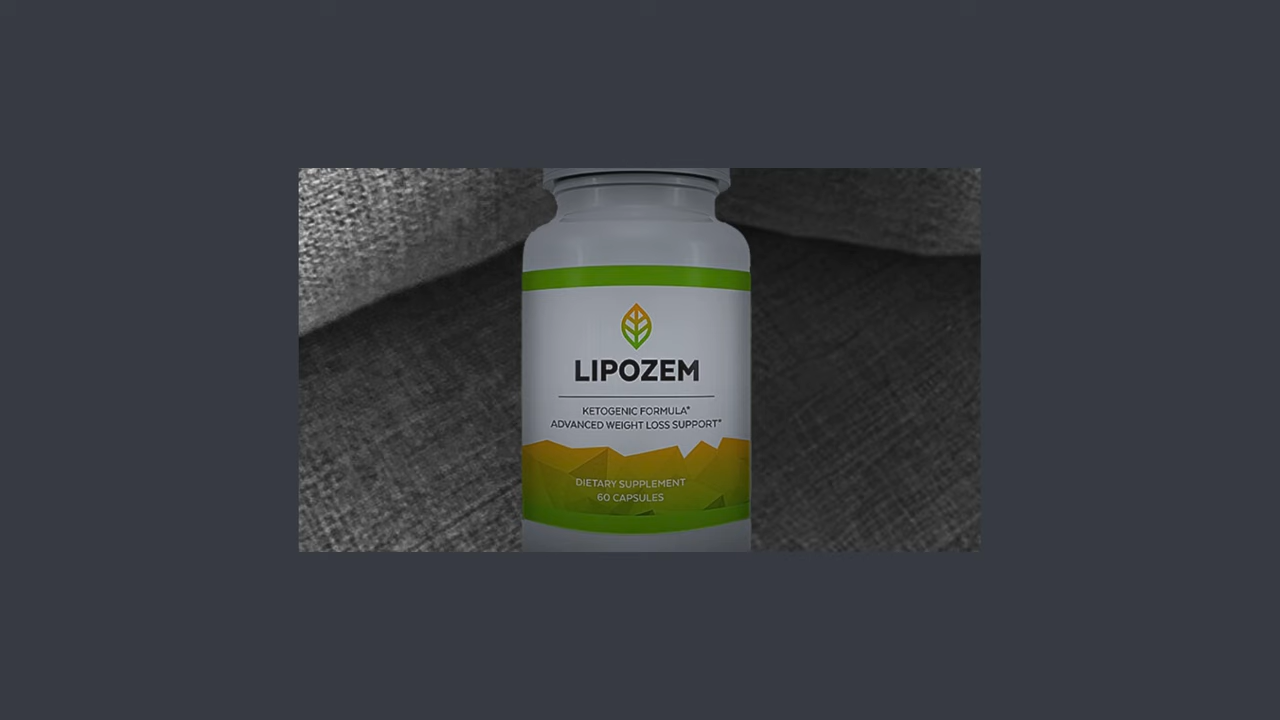 LIPOZEM
KETOGENIC FORMULA*
ADVANCED WEIGHT LOSS SUPPORT*
DIETARY SUPPLEMENT
60 CAPSULES